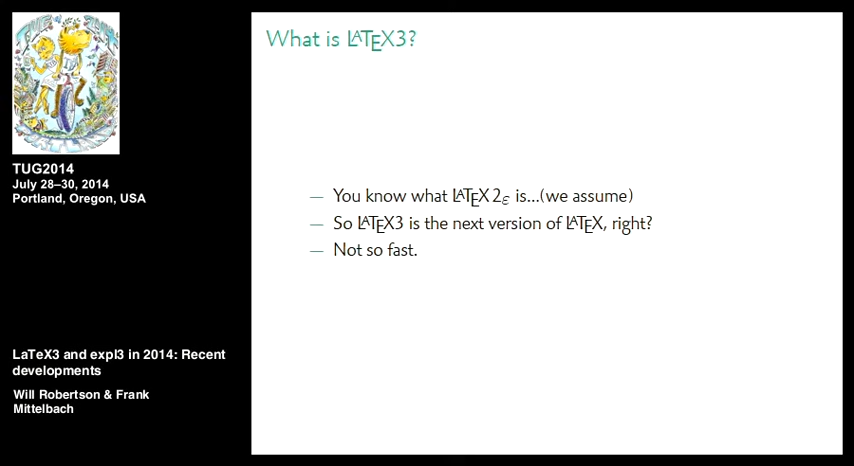 TUG2014
July 28–30, 2014
Portland, Oregon, USA
LaTeX3 and expl3 in 2014: Recent
developments
Will Robertson & Frank
Mittelbach
What is LATEX3?
— You know what LATEX 2ε is...(we assume)
— So LATEX3 is the next version of LATEX, right?
— Not so fast.